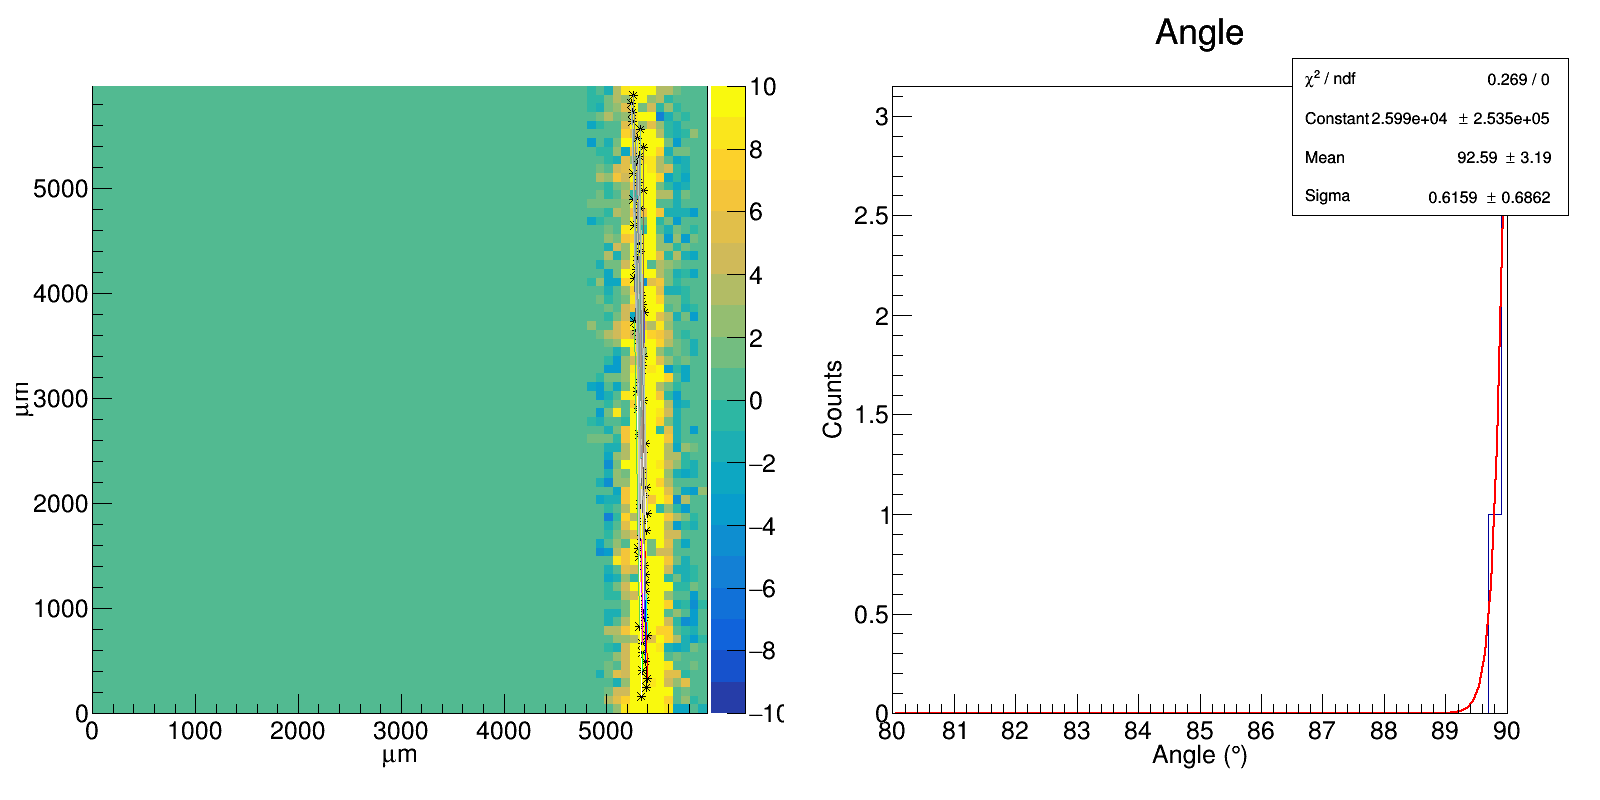 Angle
χ² / ndf 0.269 / 0
Constant 2.599e+04 ± 2.535e+05
Mean 92.59 ± 3.19
Sigma 0.6159 ± 0.6862
10
8
6
4
2
0
−2
−4
−6
−8
−10
5000
4000
3000
2000
1000
0
μm
0 1000 2000 3000 4000 5000
μm
3
2.5
2
1.5
1
0.5
0
Counts
80 81 82 83 84 85 86 87 88 89 90
Angle (°)